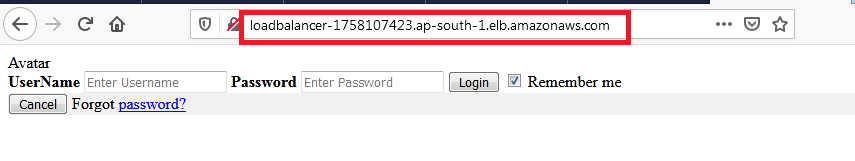 loadbalancer-1758107423.ap-south-1.elb.amazonaws.com
Avatar
UserName Enter Username Password Enter Password Login Remember me
Cancel Forgot password?